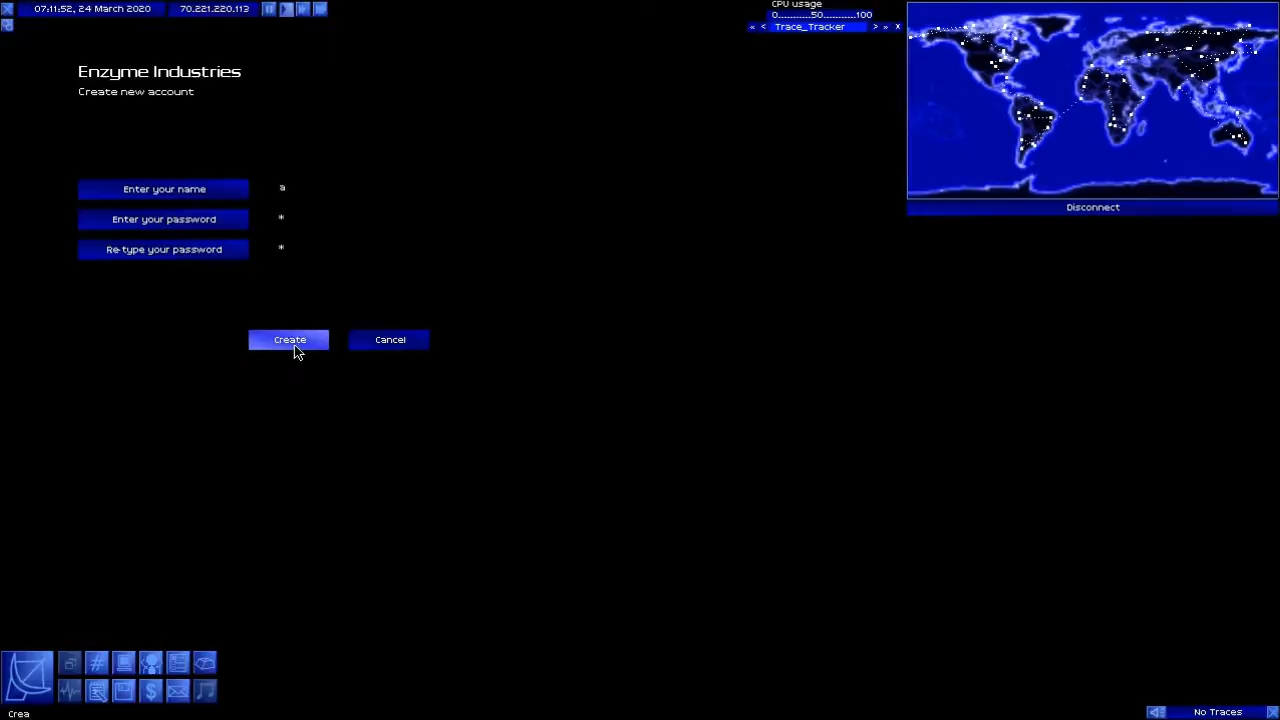 07:11:52, 24 March 2020
70.221.220.113
CPU usage
0...........50...........100
« < Trace_Tracker > » x
Enzyme Industries
Create new account
Enter your name a
Enter your password *
Re-type your password *
Create
Cancel
Disconnect
#
$
Crea
No Traces